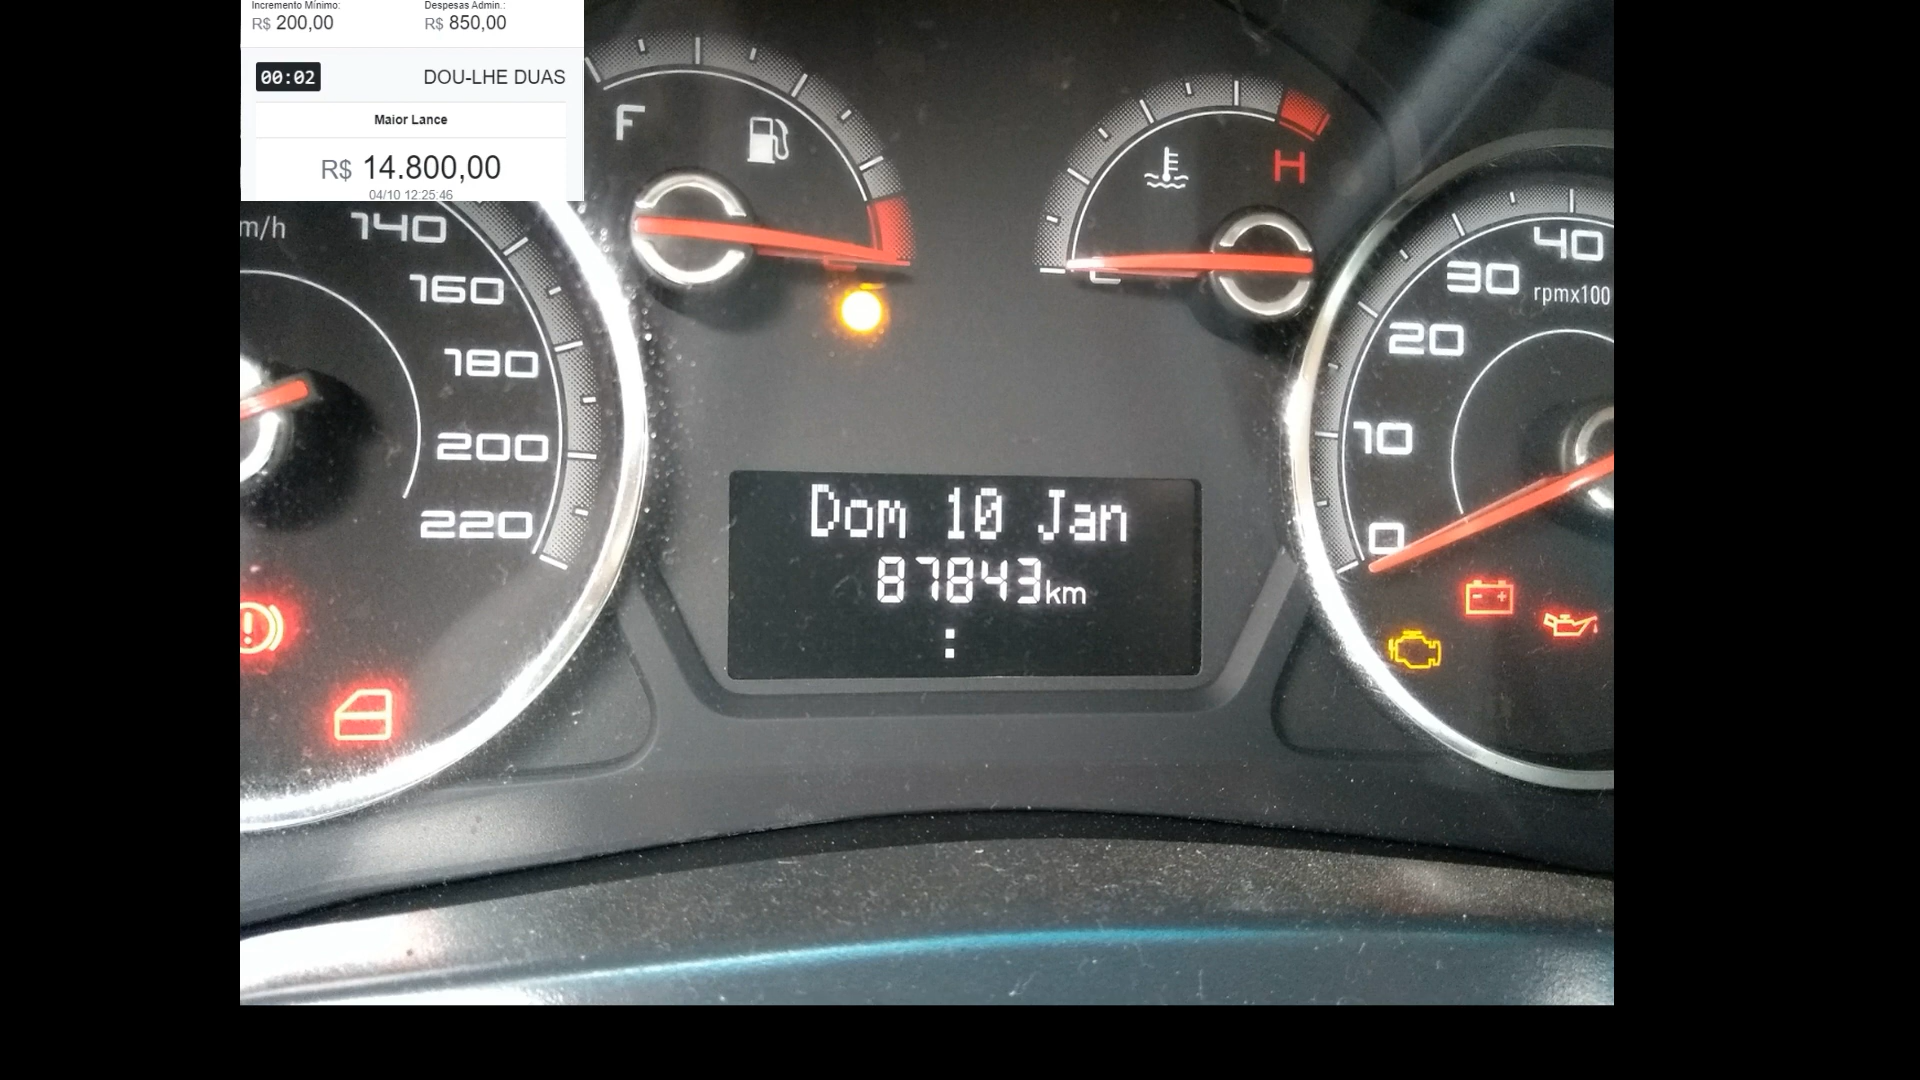 Incremento Mínimo:
Despesas Admin.:
R$ 200,00
R$ 850,00
00:02
DOU-LHE DUAS
Maior Lance
R$ 14.800,00
04/10 12:25:46
F
H
m/h
140
160
180
200
220
40
30
rpmx100
20
10
0
Dom 10 Jan
87843km
: